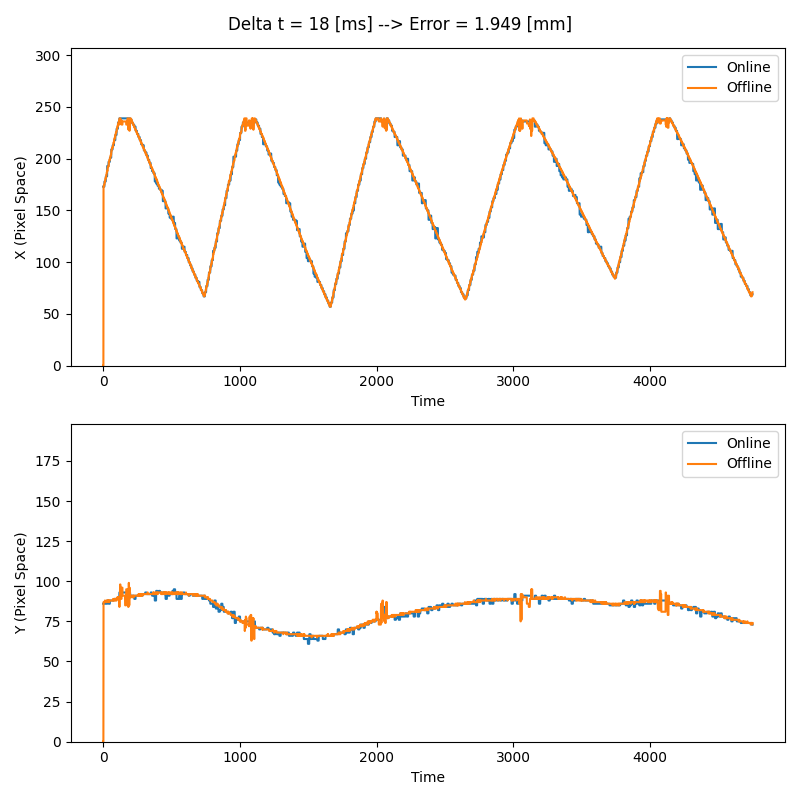 Delta t = 18 [ms] --> Error = 1.949 [mm]
300
250
200
150
100
50
0
X (Pixel Space)
Online
Offline
0 1000 2000 3000 4000
Time
175
150
125
100
75
50
25
0
Y (Pixel Space)
Online
Offline
0 1000 2000 3000 4000
Time